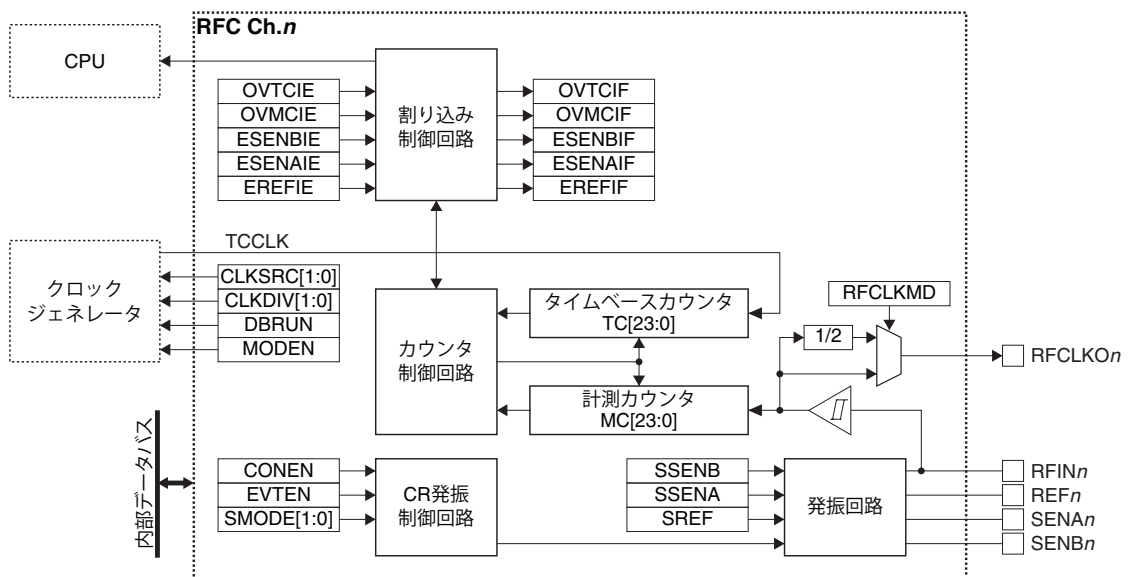 RFC Ch.n
CPU
OVTCIE
OVMCIE
ESENBIE
ESENAIE
EREFIE
割り込み
制御回路
OVTCIF
OVMCIF
ESENBIF
ESENAIF
EREFIF
TCCLK
クロック
ジェネレータ
CLKSRC[1:0]
CLKDIV[1:0]
DBRUN
MODEN
カウンタ
制御回路
タイムベースカウンタ
TC[23:0]
計測カウンタ
MC[23:0]
RFCLKMD
1/2
RFCLKOn
内部データバス
CONEN
EVTEN
SMODE[1:0]
CR発振
制御回路
SSENB
SSENA
SREF
発振回路
RFINn
REFn
SENAn
SENBn